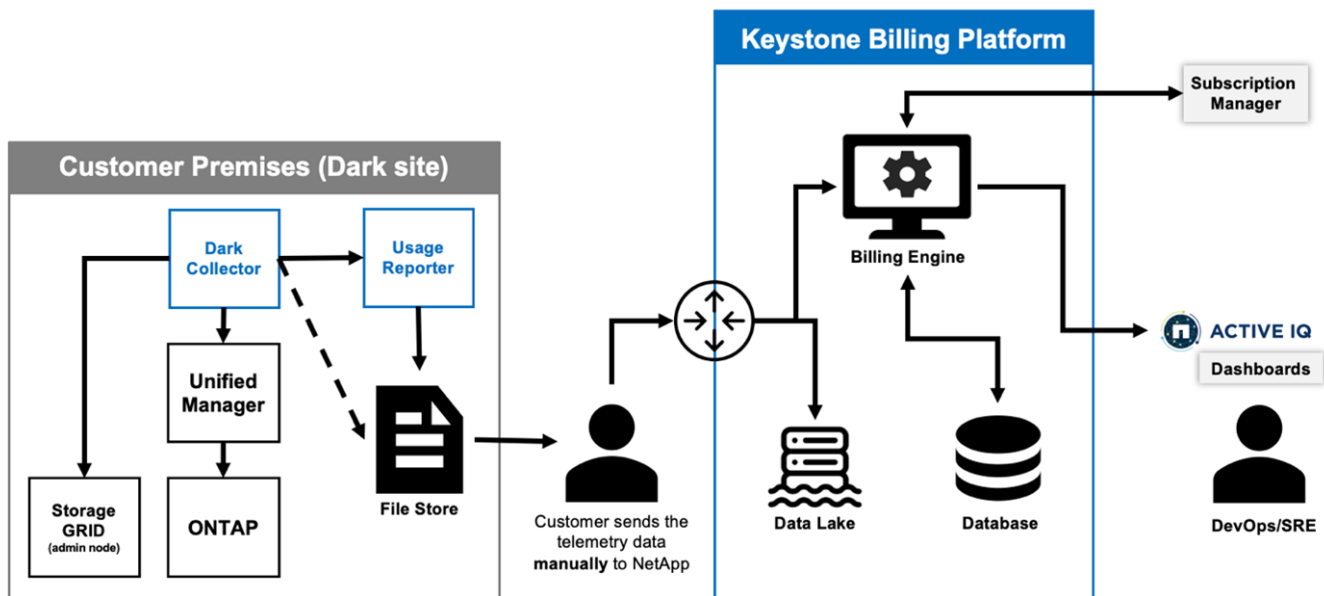 Keystone Billing Platform
Subscription
Manager
Customer Premises (Dark site)
Dark
Collector
Usage
Reporter
Billing Engine
Unified
Manager
ACTIVE IQ
Dashboards
Storage
GRID
(admin node)
ONTAP
File Store
Customer sends the
telemetry data
manually to NetApp
Data Lake
Database
DevOps/SRE